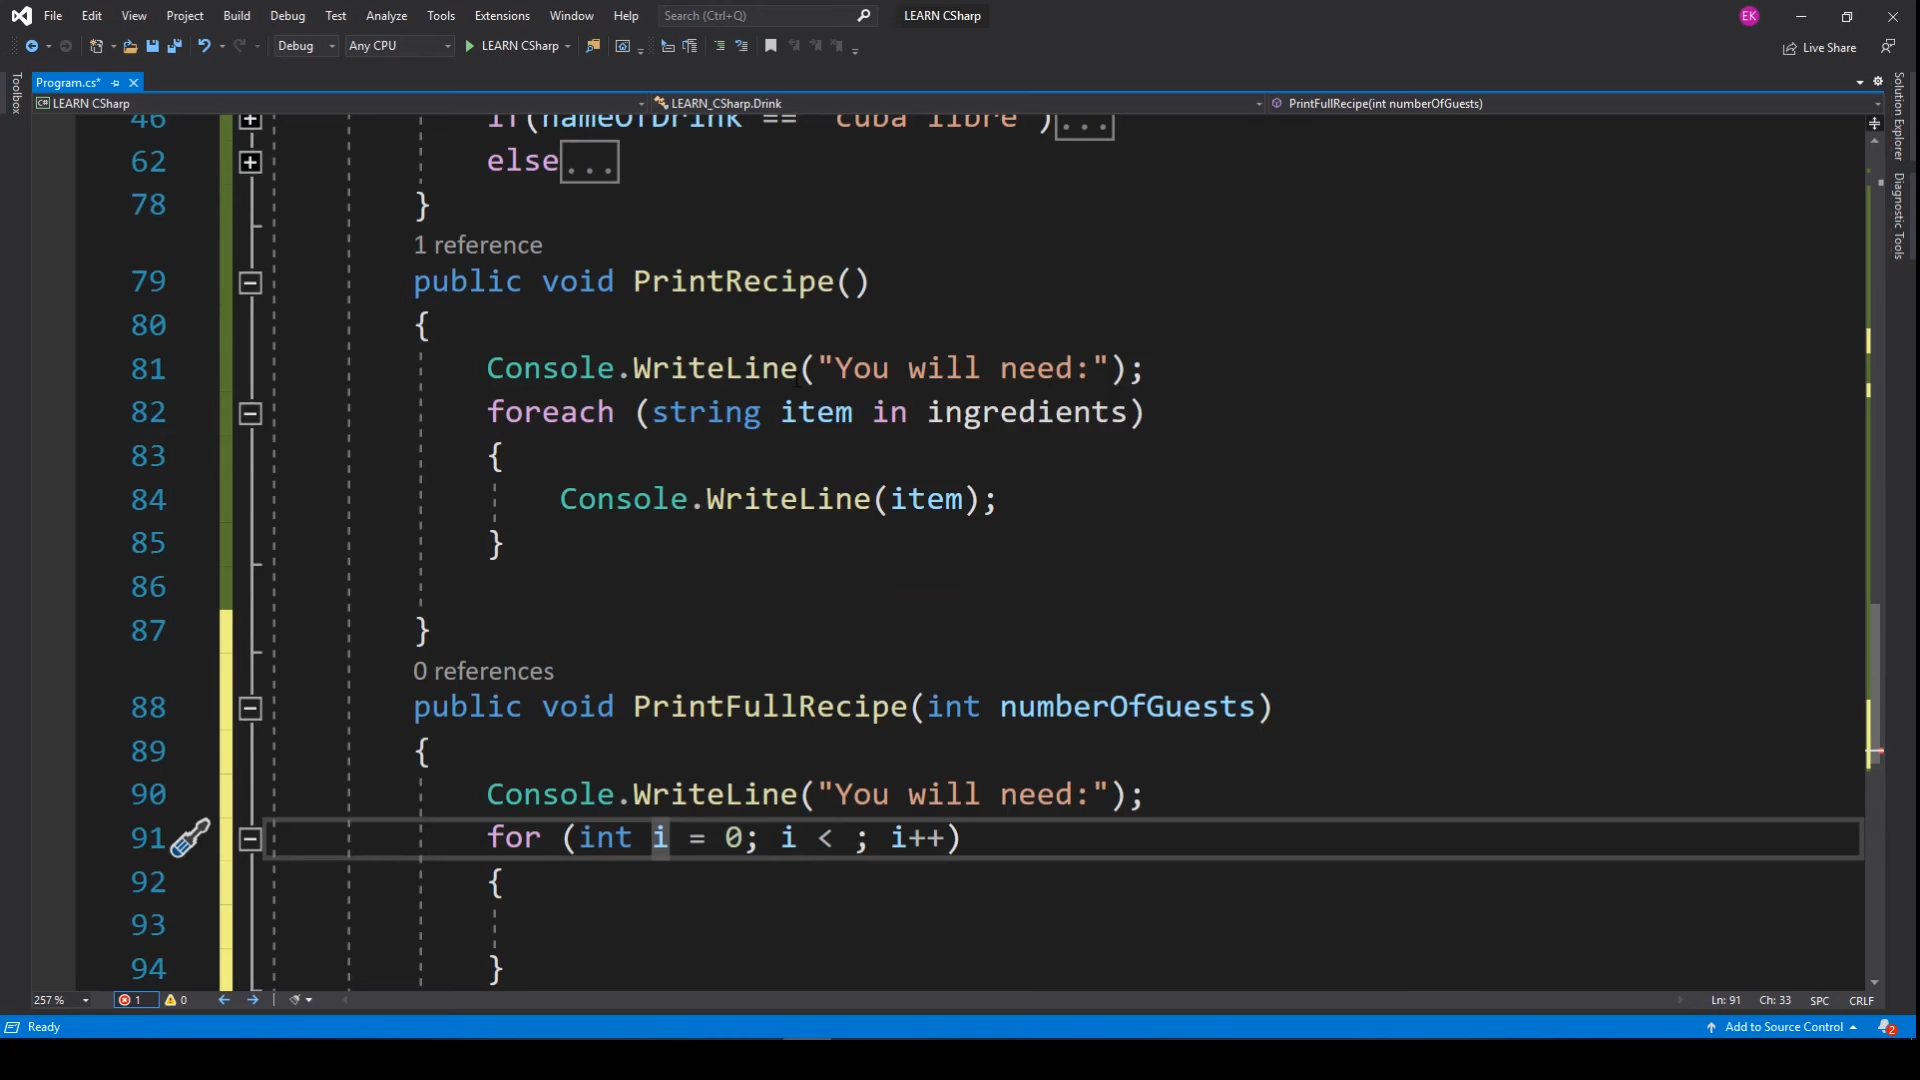 File Edit View Project Build Debug Test Analyze Tools Extensions Window Help Search (Ctrl+Q) LEARN CSharp EK
Debug Any CPU LEARN CSharp Live Share
Toolbox
Program.cs*
LEARN CSharp LEARN_CSharp.Drink PrintFullRecipe(int numberOfGuests)
Solution Explorer
Diagnostic Tools
46 if(nameOfDrink == "cuba libre")...
62 else...
78 }
1 reference
79 public void PrintRecipe()
80 {
81 Console.WriteLine("You will need:");
82 foreach (string item in ingredients)
83 {
84 Console.WriteLine(item);
85 }
86
87 }
0 references
88 public void PrintFullRecipe(int numberOfGuests)
89 {
90 Console.WriteLine("You will need:");
91 for (int i = 0; i < ; i++)
92 {
93
94 }
257 % 1 0 Ln: 91 Ch: 33 SPC CRLF
Ready Add to Source Control 2